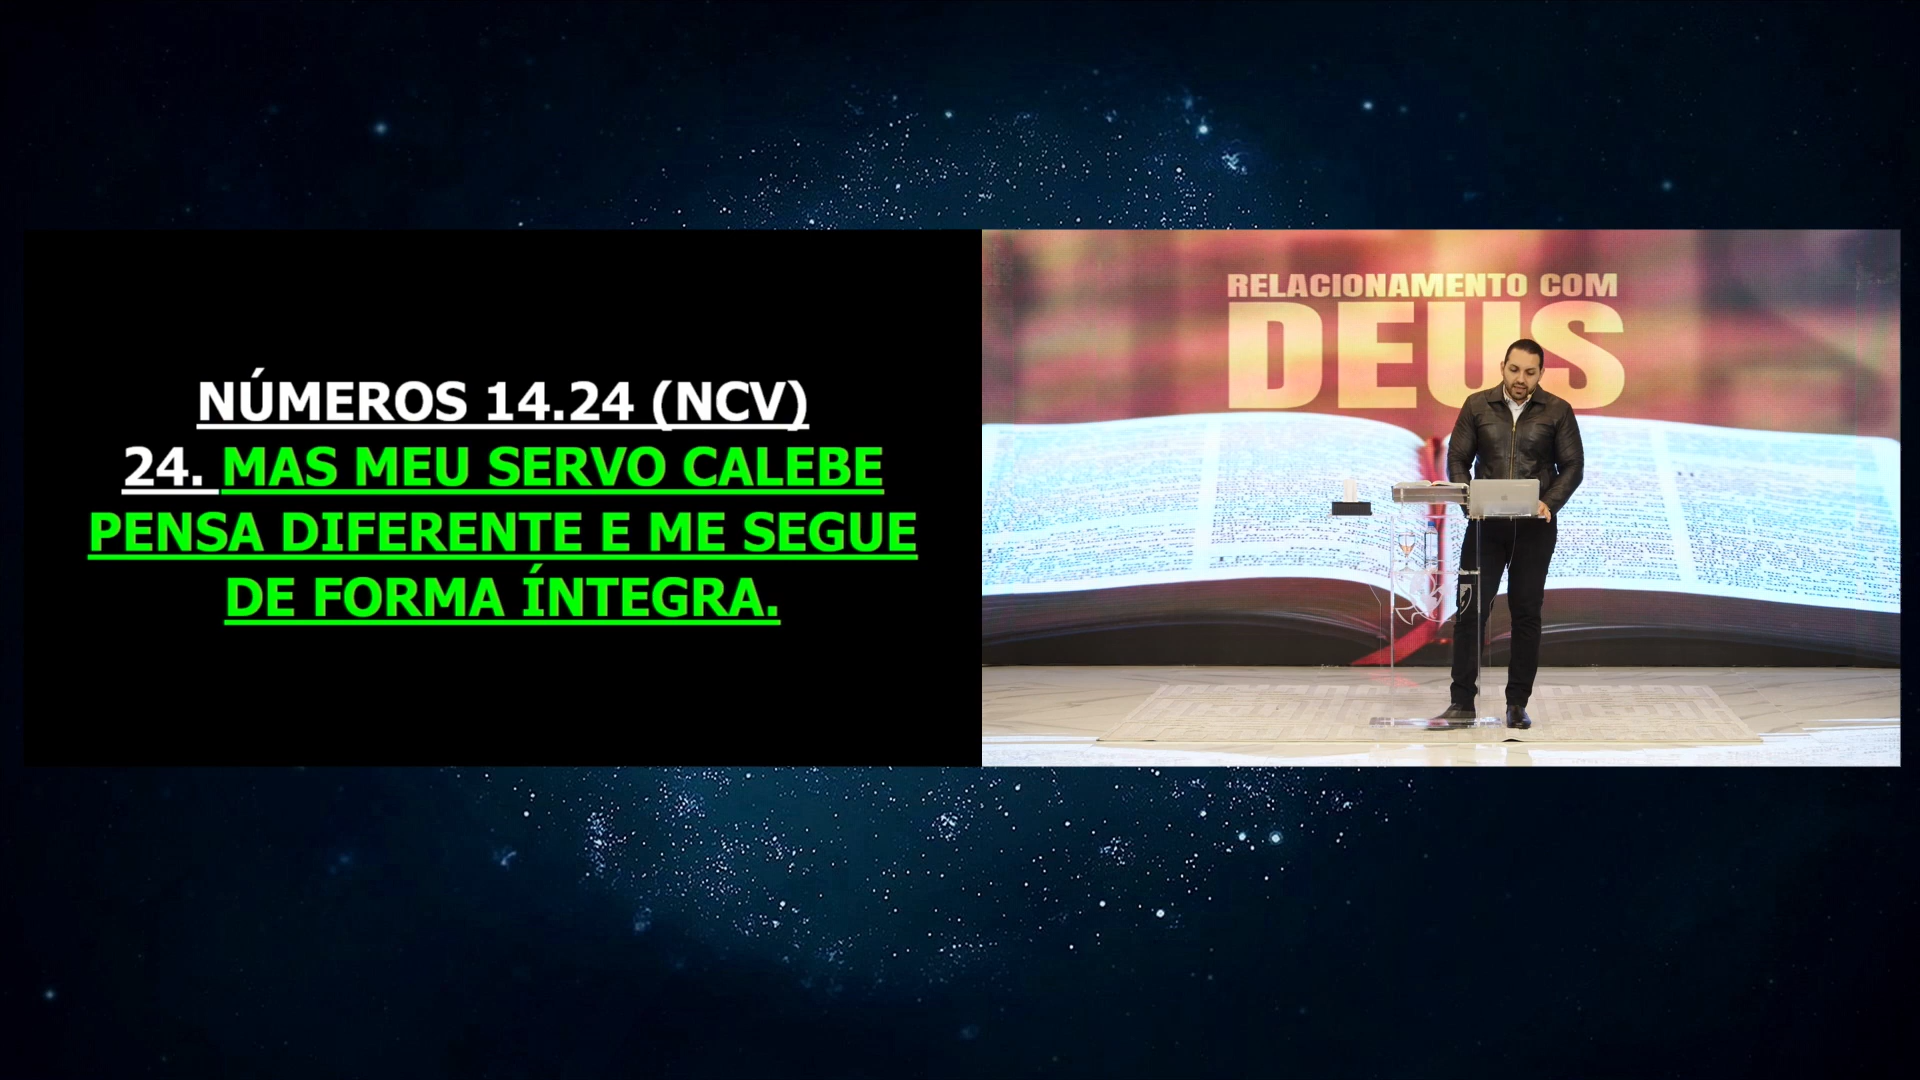 NÚMEROS 14.24 (NCV)
24. MAS MEU SERVO CALEBE
PENSA DIFERENTE E ME SEGUE
DE FORMA ÍNTEGRA.
RELACIONAMENTO COM
DEUS